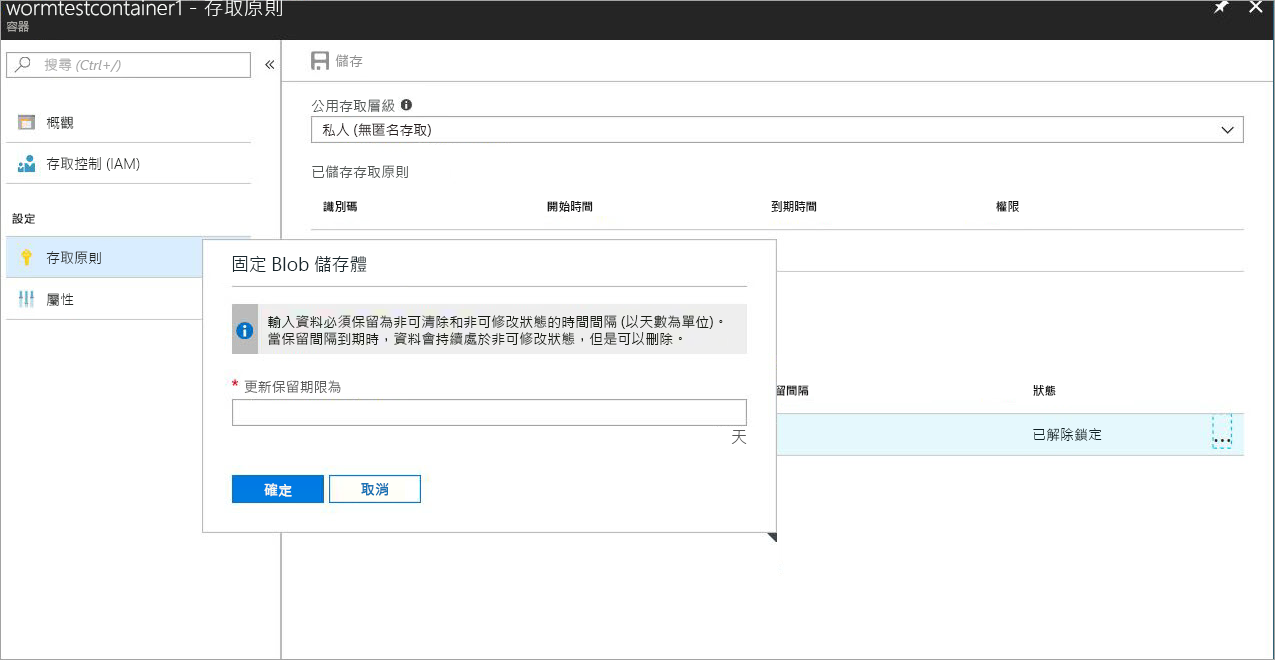 wormtestcontainer1 - 存取原則
容器
搜尋 (Ctrl+/)
«
儲存
概觀
存取控制 (IAM)
設定
存取原則
屬性
公用存取層級
私人 (無匿名存取)
已儲存存取原則
識別碼 開始時間 到期時間 權限
固定 Blob 儲存體
輸入資料必須保留為非可清除和非可修改狀態的時間間隔 (以天數為單位)。
當保留間隔到期時，資料會持續處於非可修改狀態，但是可以刪除。
* 更新保留期限為
天
確定 取消
留間隔 狀態
已解除鎖定 ...